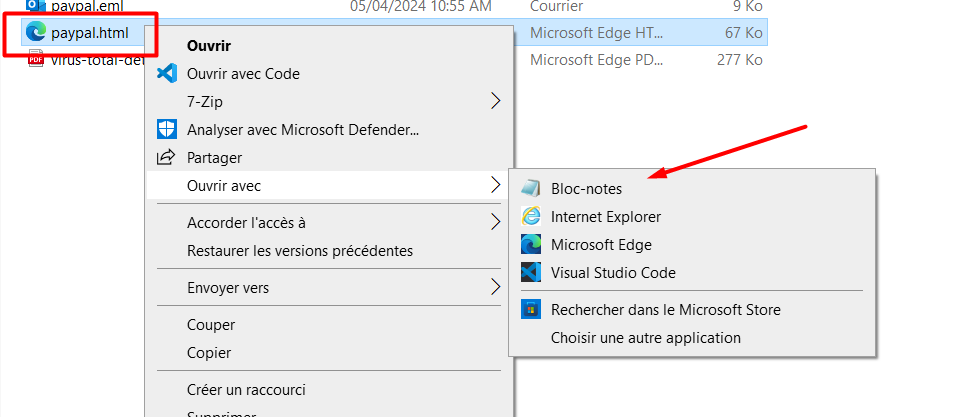 paypal.eml 05/04/2024 10:55 AM Courrier 9 Ko
paypal.html Microsoft Edge HT... 67 Ko
virus-total-det Microsoft Edge PD... 277 Ko
PDF
Ouvrir
Ouvrir avec Code
7-Zip
Analyser avec Microsoft Defender...
Partager
Ouvrir avec
Accorder l'accès à
Restaurer les versions précédentes
Envoyer vers
Couper
Copier
Créer un raccourci
Supprimer
Bloc-notes
Internet Explorer
Microsoft Edge
Visual Studio Code
Rechercher dans le Microsoft Store
Choisir une autre application